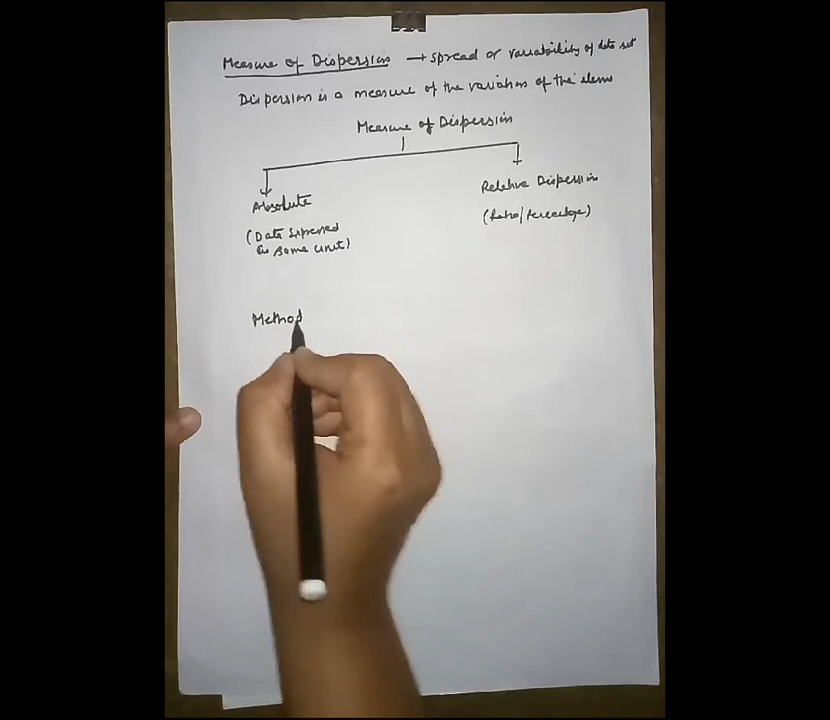 Measure of Dispersion → spread or variability of data set
Dispersion is a measure of the variation of the items
Measure of Dispersion
Absolute
Relative Dispersion
(Data expressed
in same unit)
(Ratio/Percentage)
Method